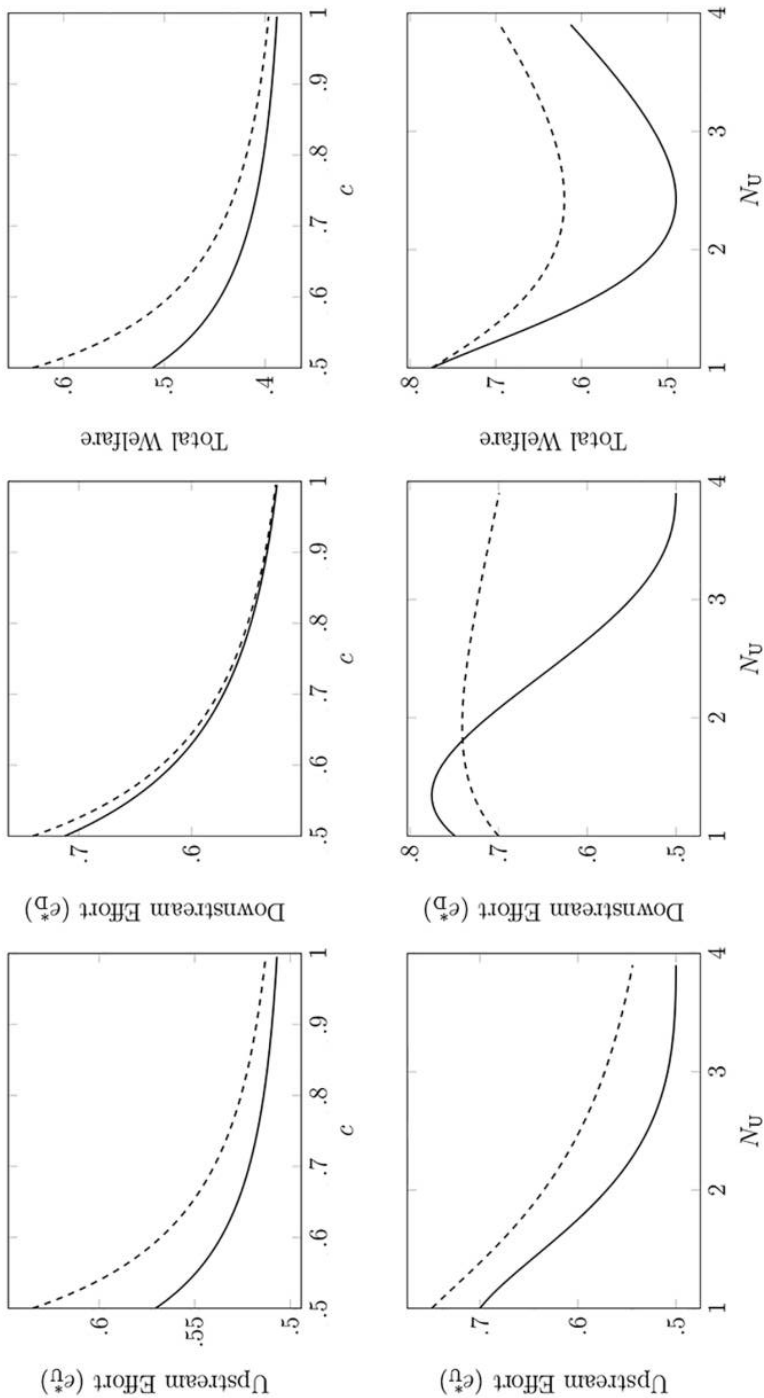 Upstream Effort (e*U)
.6
.55
.5
.5 .6 .7 .8 .9 1
c
Downstream Effort (e*D)
.7
.6
.5 .6 .7 .8 .9 1
c
Total Welfare
.6
.5
.4
.5 .6 .7 .8 .9 1
c
Upstream Effort (e*U)
.7
.6
.5
1 2 3 4
NU
Downstream Effort (e*D)
.8
.7
.6
.5
1 2 3 4
NU
Total Welfare
.8
.7
.6
.5
1 2 3 4
NU